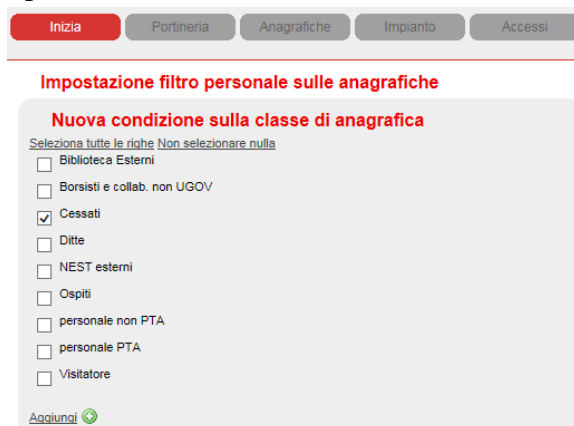 Inizia Portineria Anagrafiche Impianto Accessi
Impostazione filtro personale sulle anagrafiche
Nuova condizione sulla classe di anagrafica
Seleziona tutte le righe Non selezionare nulla
Biblioteca Esterni
Borsisti e collab. non UGOV
Cessati
Ditte
NEST esterni
Ospiti
personale non PTA
personale PTA
Visitatore
Aggiungi